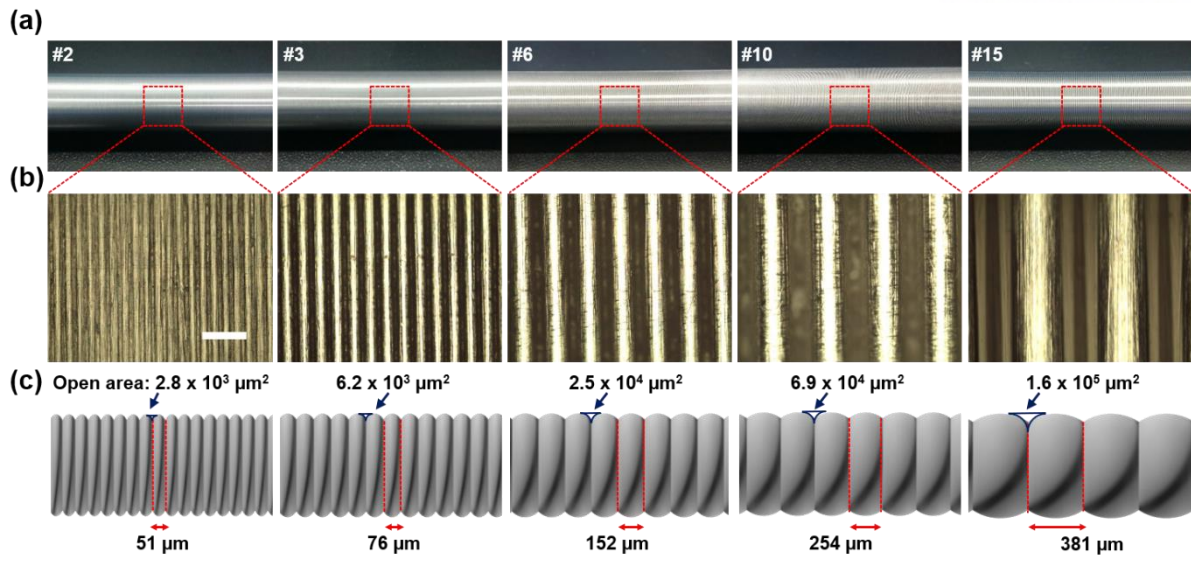 (a)
#2
#3
#6
#10
#15
(b)
(c)
Open area: 2.8 x 10³ µm²
6.2 x 10³ µm²
2.5 x 10⁴ µm²
6.9 x 10⁴ µm²
1.6 x 10⁵ µm²
51 µm
76 µm
152 µm
254 µm
381 µm